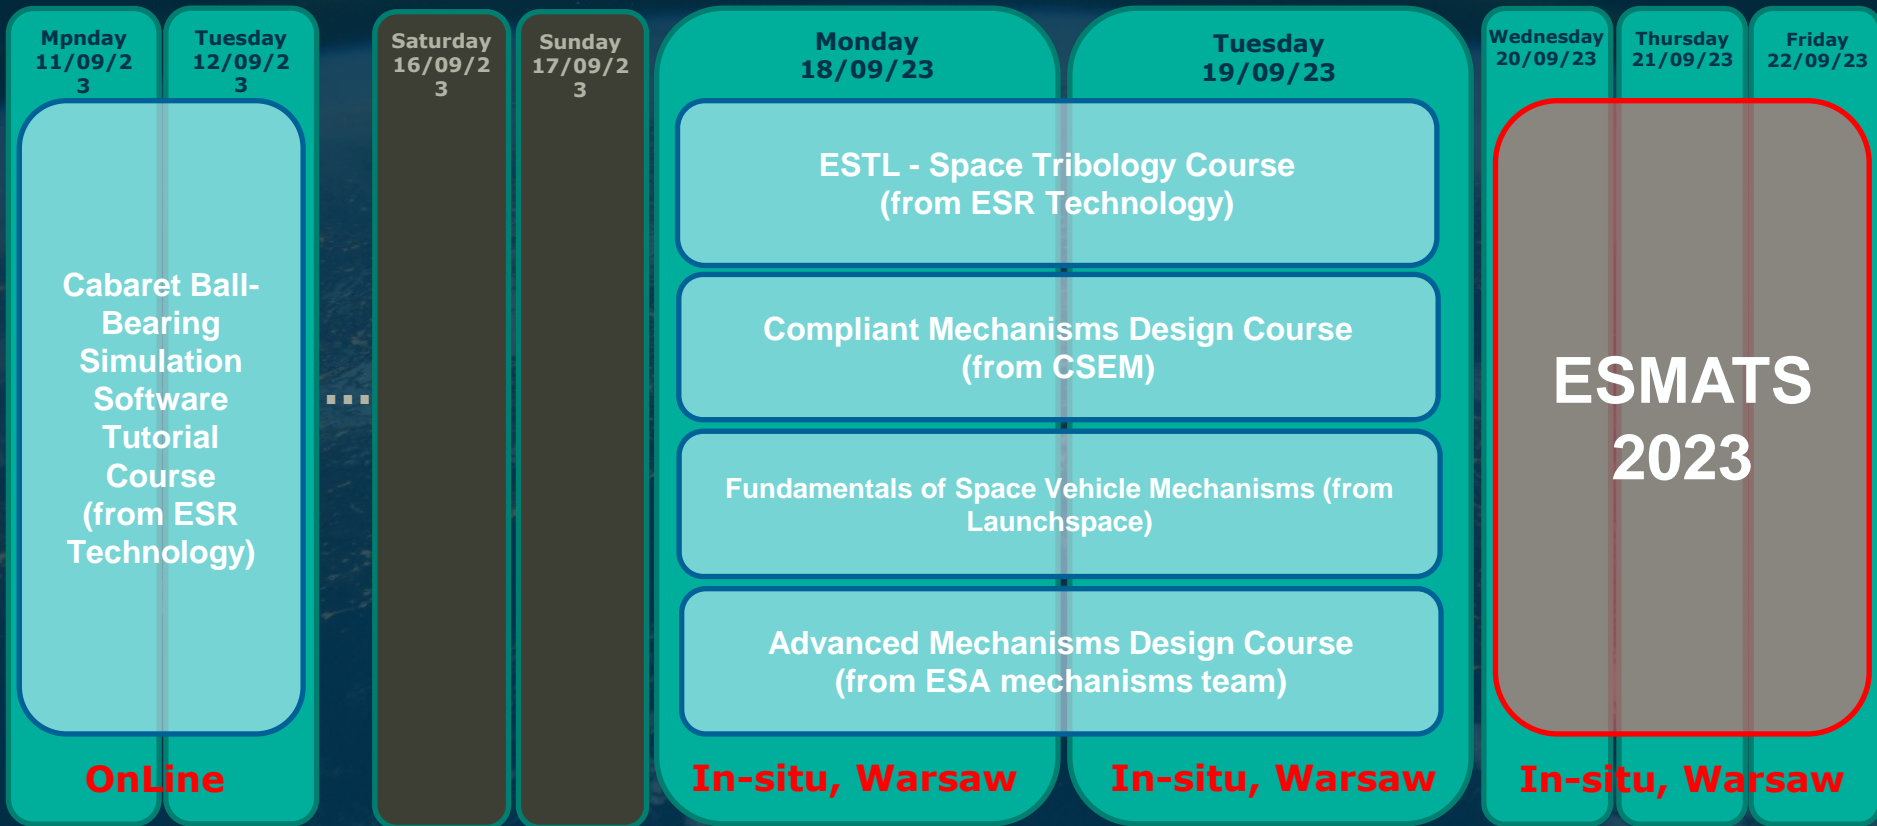 Mpnday
11/09/2
3
Tuesday
12/09/2
3
Cabaret Ball-
Bearing
Simulation
Software
Tutorial
Course
(from ESR
Technology)
OnLine
...
Saturday
16/09/2
3
Sunday
17/09/2
3
Monday
18/09/23
Tuesday
19/09/23
ESTL - Space Tribology Course
(from ESR Technology)
Compliant Mechanisms Design Course
(from CSEM)
Fundamentals of Space Vehicle Mechanisms (from
Launchspace)
Advanced Mechanisms Design Course
(from ESA mechanisms team)
In-situ, Warsaw
In-situ, Warsaw
Wednesday
20/09/23
Thursday
21/09/23
Friday
22/09/23
ESMATS
2023
In-situ, Warsaw